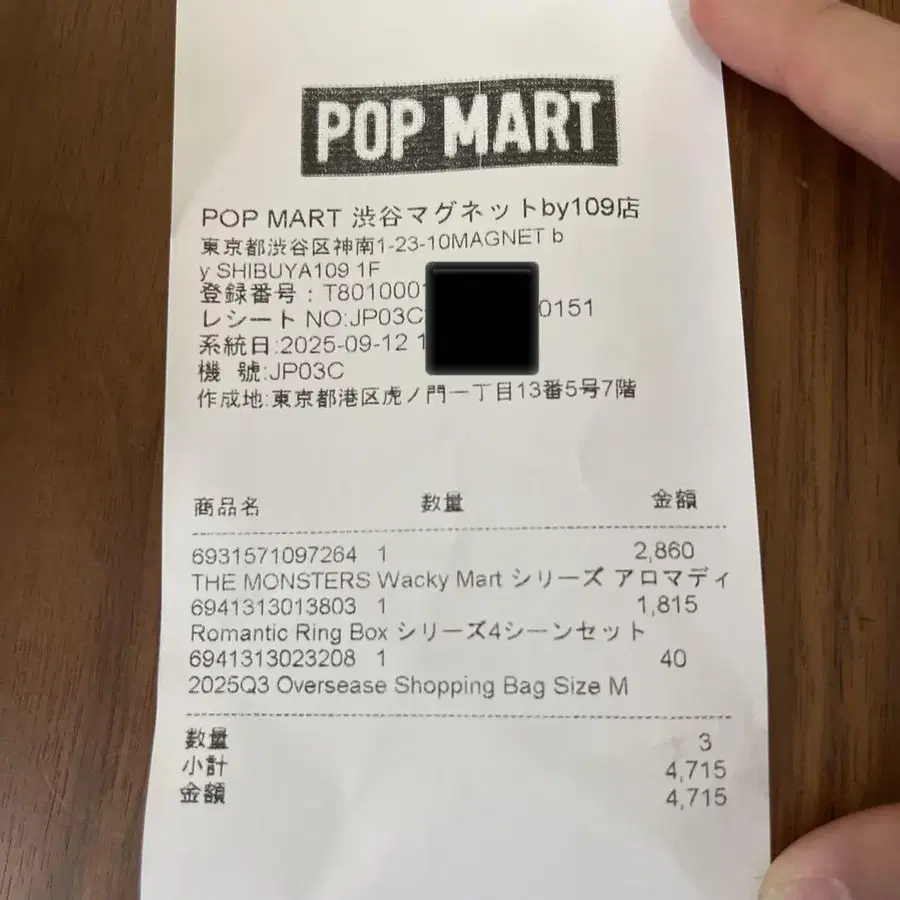 POP MART
POP MART 渋谷マグネットby109店
東京都渋谷区神南1-23-10MAGNET b
y SHIBUYA109 1F
登録番号：T8010001
レシート NO:JP03C 0151
系統日:2025-09-12 1
機 號:JP03C
作成地:東京都港区虎ノ門一丁目13番5号7階
商品名 数量 金額
6931571097264 1 2,860
THE MONSTERS Wacky Mart シリーズ アロマディ
6941313013803 1 1,815
Romantic Ring Box シリーズ4シーンセット
6941313023208 1 40
2025Q3 Oversease Shopping Bag Size M
数量 3
小計 4,715
金額 4,715